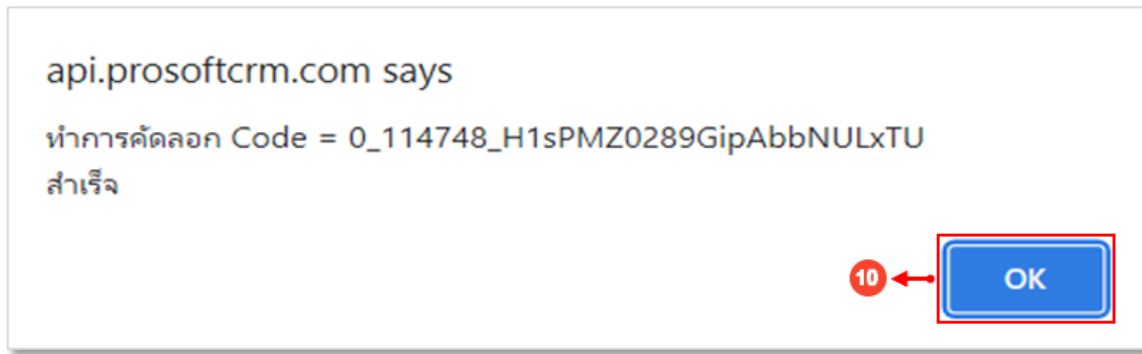 api.prosoftcrm.com says
ทำการคัดลอก Code = 0_114748_H1sPMZ0289GipAbbNULxTU
สำเร็จ
10
OK